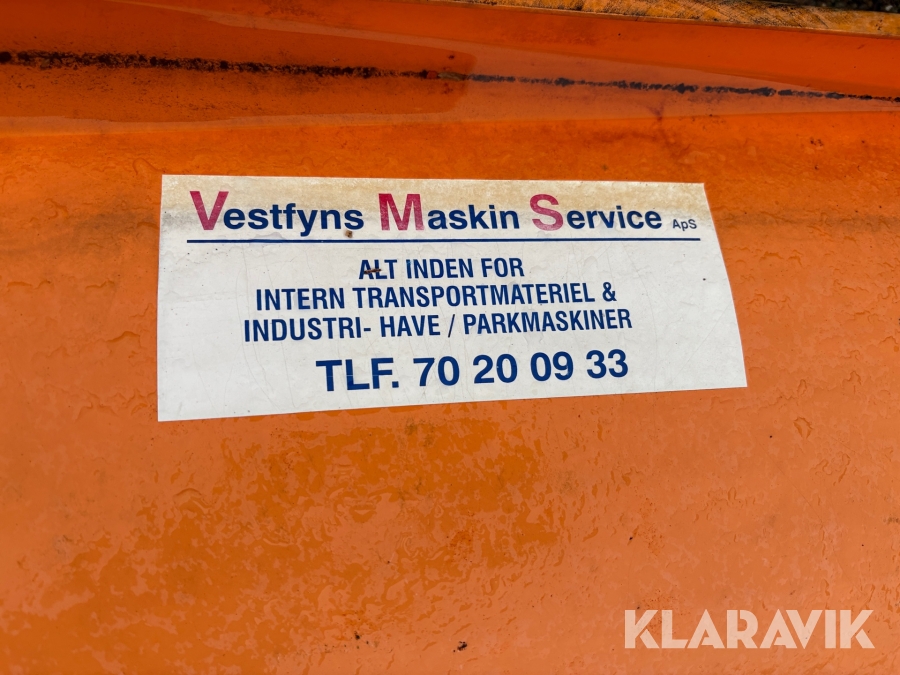 Vestfyns Maskin Service ApS
ALT INDEN FOR
INTERN TRANSPORTMATERIEL &
INDUSTRI- HAVE / PARKMASKINER
TLF. 70 20 09 33
KLARAVIK